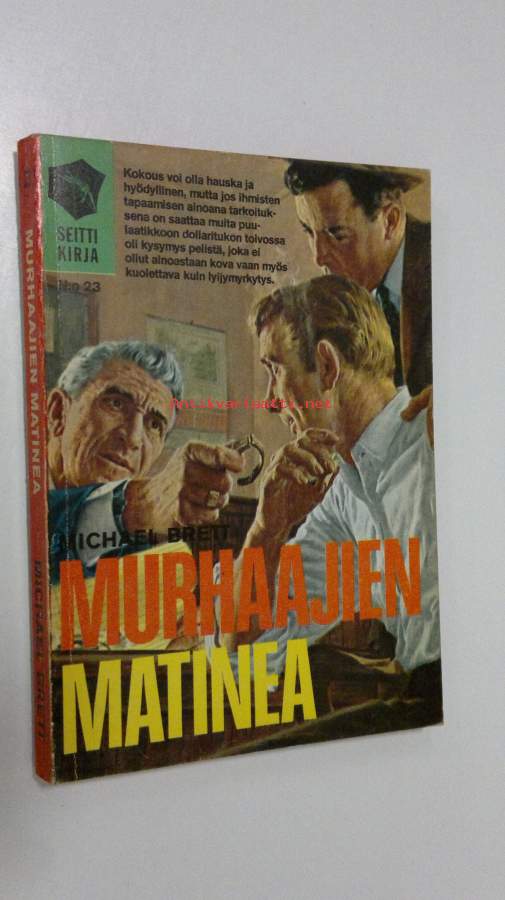 Kokous voi olla hauska ja
hyödyllinen, mutta jos ihmisten
tapaamisen ainoana tarkoituk-
sena on saattaa muita puu-
laatikkoon dollaritukon toivossa
oli kysymys pelistä, joka ei
ollut ainoastaan kova vaan myös
kuolettava kuin lyijymyrkytys.
SEITTI
KIRJA
N:o 23
Antikvariaatti.net
MICHAEL BRETT
MURHAAJIEN
MATINEA
MURHAAJIEN MATINEA
MICHAEL BRETT